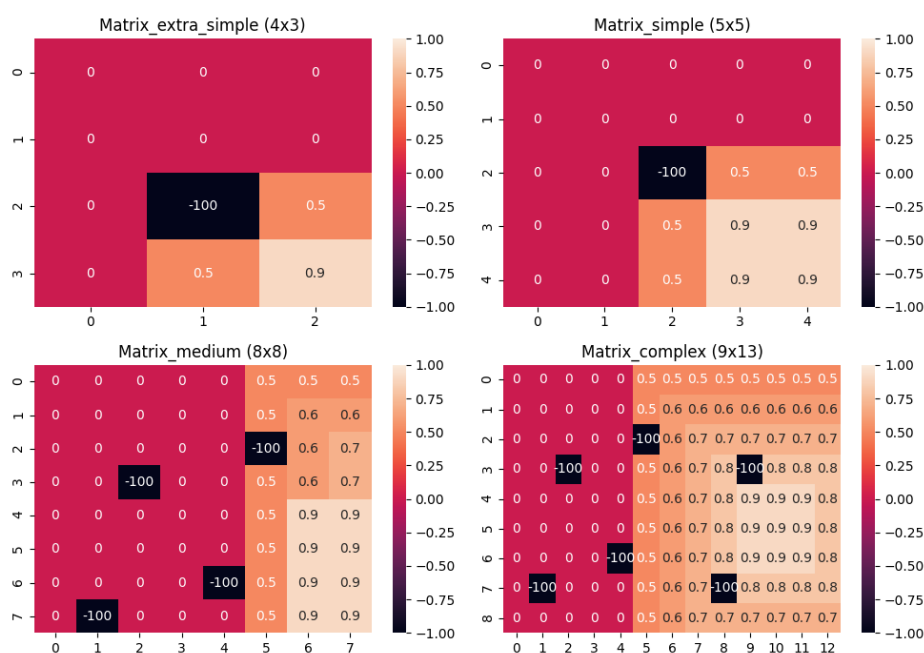 Matrix_extra_simple (4x3)
0 0 0 0
1 0 0 0
2 0 -100 0.5
3 0 0.5 0.9
0 1 2
1.00
0.75
0.50
0.25
0.00
-0.25
-0.50
-0.75
-1.00
Matrix_simple (5x5)
0 0 0 0 0 0
1 0 0 0 0 0
2 0 0 -100 0.5 0.5
3 0 0 0.5 0.9 0.9
4 0 0 0.5 0.9 0.9
0 1 2 3 4
1.00
0.75
0.50
0.25
0.00
-0.25
-0.50
-0.75
-1.00
Matrix_medium (8x8)
0 0 0 0 0 0 0.5 0.5 0.5
1 0 0 0 0 0 0.5 0.6 0.6
2 0 0 0 0 0 -100 0.6 0.7
3 0 0 -100 0 0 0.5 0.6 0.7
4 0 0 0 0 0 0.5 0.9 0.9
5 0 0 0 0 0 0.5 0.9 0.9
6 0 0 0 0 -100 0.5 0.9 0.9
7 0 -100 0 0 0 0.5 0.9 0.9
0 1 2 3 4 5 6 7
1.00
0.75
0.50
0.25
0.00
-0.25
-0.50
-0.75
-1.00
Matrix_complex (9x13)
0 0 0 0 0 0 0.5 0.5 0.5 0.5 0.5 0.5 0.5 0.5
1 0 0 0 0 0 0.5 0.6 0.6 0.6 0.6 0.6 0.6 0.6
2 0 0 0 0 0 -100 0.6 0.7 0.7 0.7 0.7 0.7 0.7
3 0 0 -100 0 0 0.5 0.6 0.7 0.8 -100 0.8 0.8 0.8
4 0 0 0 0 0 0.5 0.6 0.7 0.8 0.9 0.9 0.9 0.8
5 0 0 0 0 0 0.5 0.6 0.7 0.8 0.9 0.9 0.9 0.8
6 0 0 0 0 -100 0.5 0.6 0.7 0.8 0.9 0.9 0.9 0.8
7 0 -100 0 0 0 0.5 0.6 0.7 -100 0.8 0.8 0.8 0.8
8 0 0 0 0 0 0.5 0.6 0.7 0.7 0.7 0.7 0.7 0.7
0 1 2 3 4 5 6 7 8 9 10 11 12
1.00
0.75
0.50
0.25
0.00
-0.25
-0.50
-0.75
-1.00